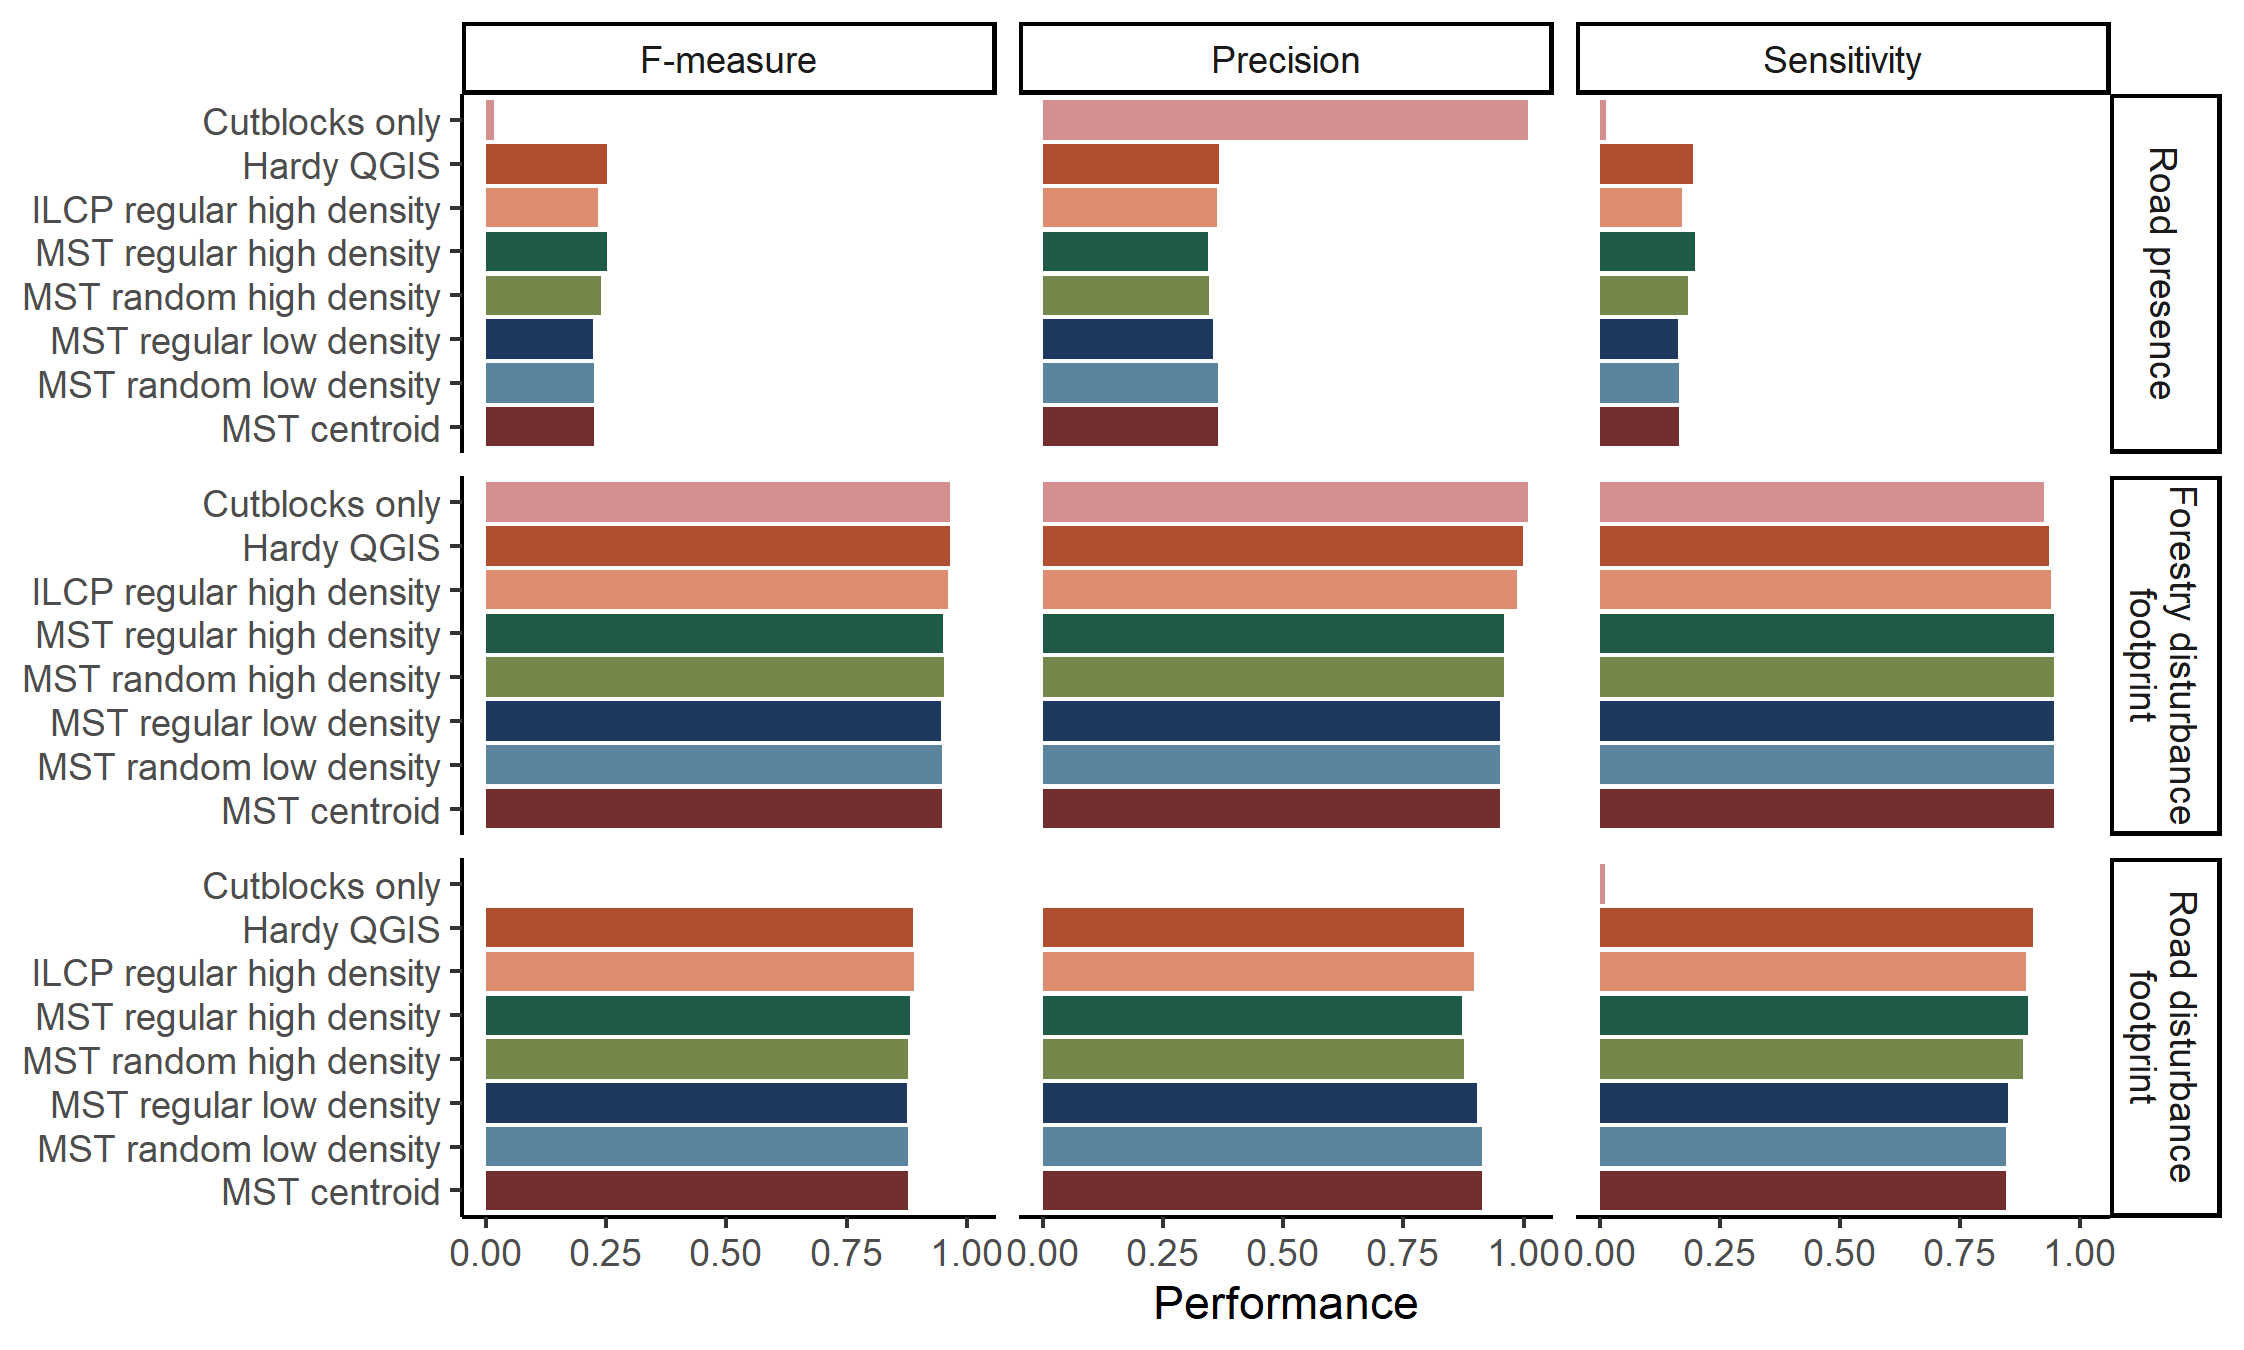 F-measure
Precision
Sensitivity
Cutblocks only
Hardy QGIS
ILCP regular high density
MST regular high density
MST random high density
MST regular low density
MST random low density
MST centroid
Road presence
Cutblocks only
Hardy QGIS
ILCP regular high density
MST regular high density
MST random high density
MST regular low density
MST random low density
MST centroid
Forestry disturbance
footprint
Cutblocks only
Hardy QGIS
ILCP regular high density
MST regular high density
MST random high density
MST regular low density
MST random low density
MST centroid
Road disturbance
footprint
0.00 0.25 0.50 0.75 1.00
0.00 0.25 0.50 0.75 1.00
0.00 0.25 0.50 0.75 1.00
Performance